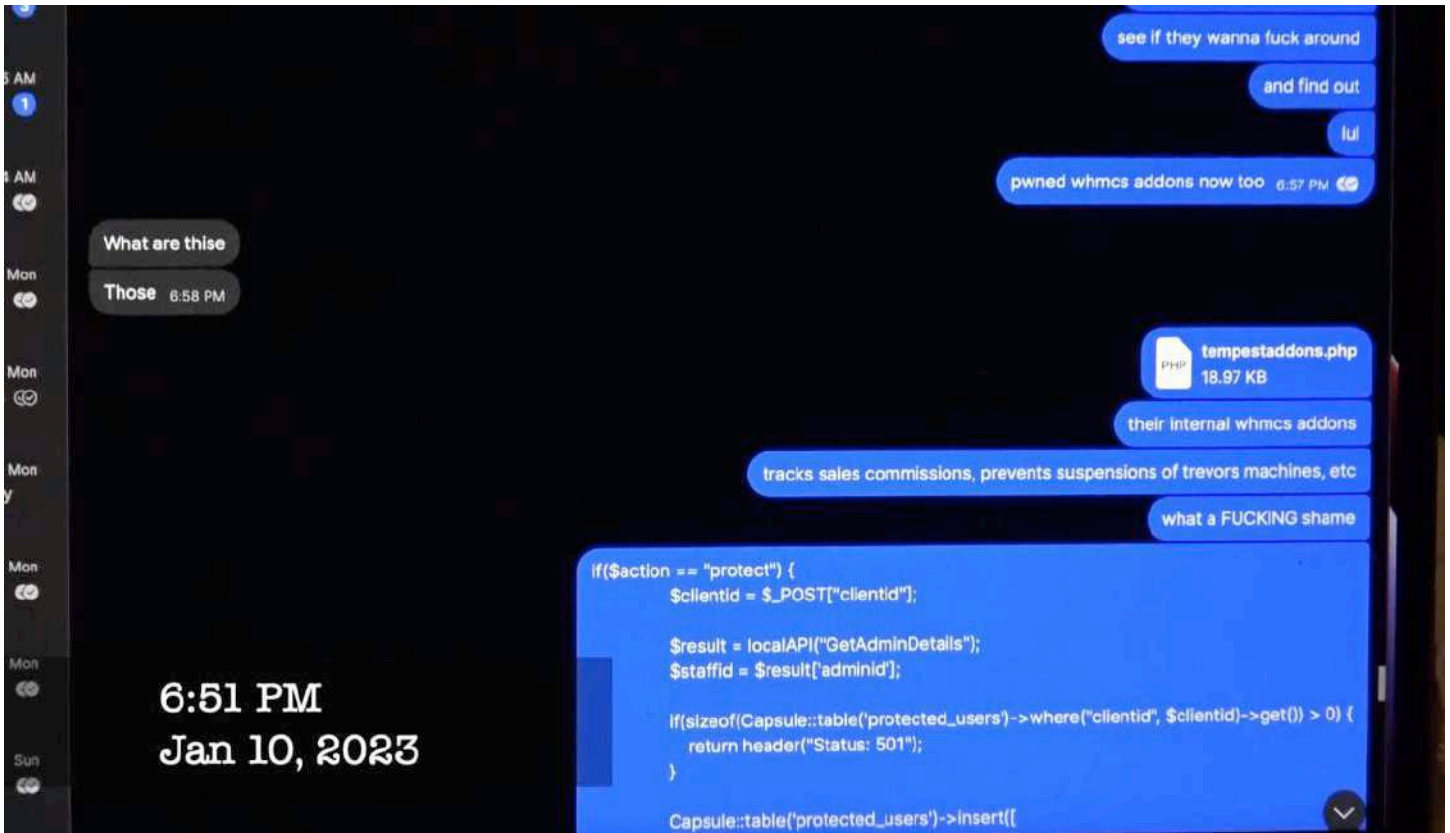 see if they wanna fuck around
5 AM
and find out
1
lul
AM
pwned whmcs addons now too 6:57 PM
What are thise
Mon
Those 6:58 PM
tempestaddons.php
PHP
18.97 KB
Mon
their internal whmcs addons
Mon
tracks sales commissions, prevents suspensions of trevors machines, etc
y
what a FUCKING shame
Mon
if($action == "protect") {
$clientid = $_POST["clientid"];
$result = localAPI("GetAdminDetails");
Mon
$staffid = $result['adminid'];
6:51 PM
Jan 10, 2023
if(sizeof(Capsule::table('protected_users')->where("clientid", $clientid)->get()) > 0) {
return header("Status: 501");
Sun
}
Capsule::table('protected_users')->insert([